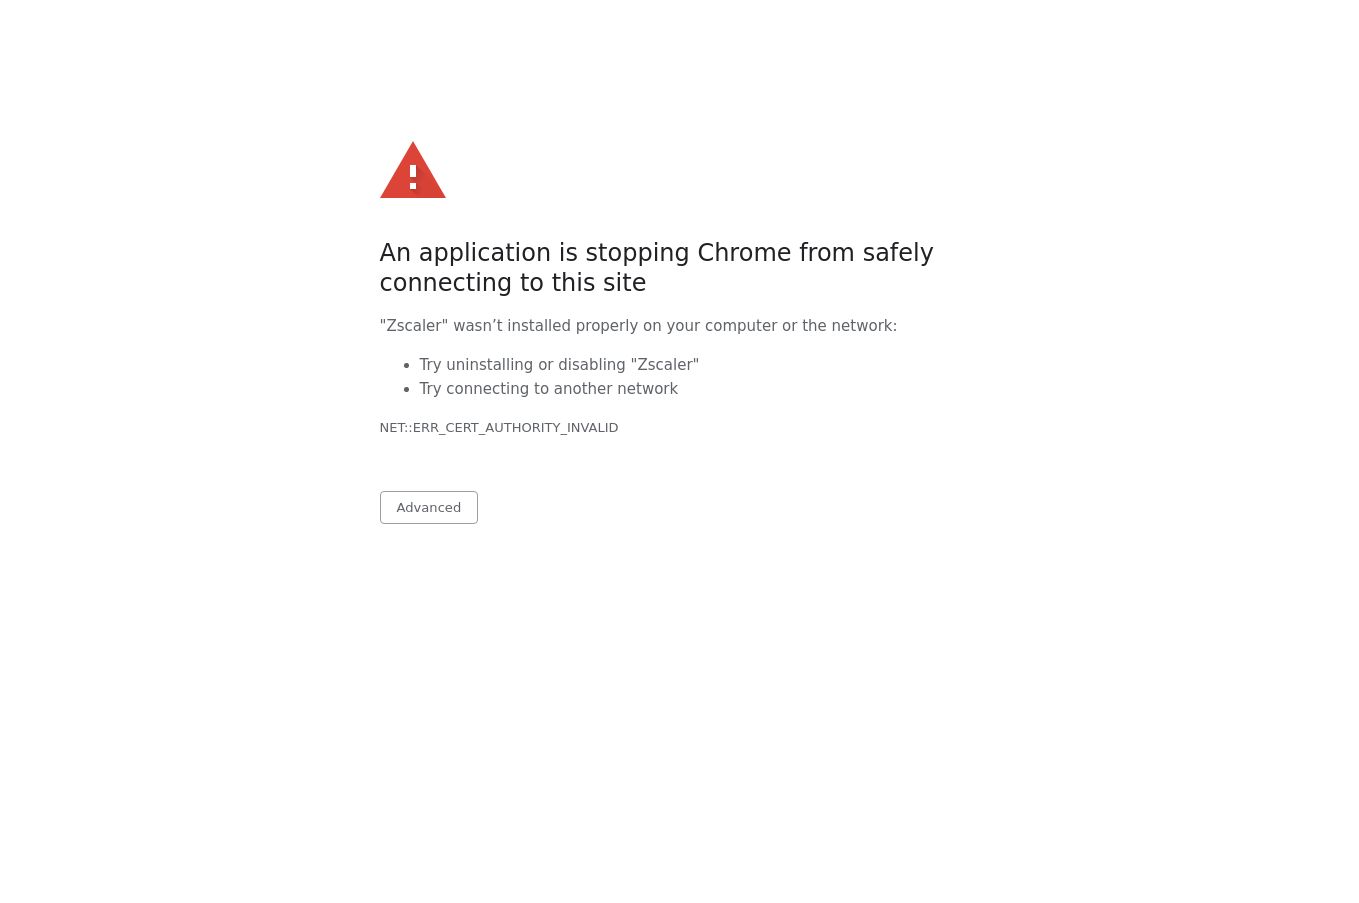 An application is stopping Chrome from safely
connecting to this site
"Zscaler" wasn’t installed properly on your computer or the network:
• Try uninstalling or disabling "Zscaler"
• Try connecting to another network
NET::ERR_CERT_AUTHORITY_INVALID
Advanced